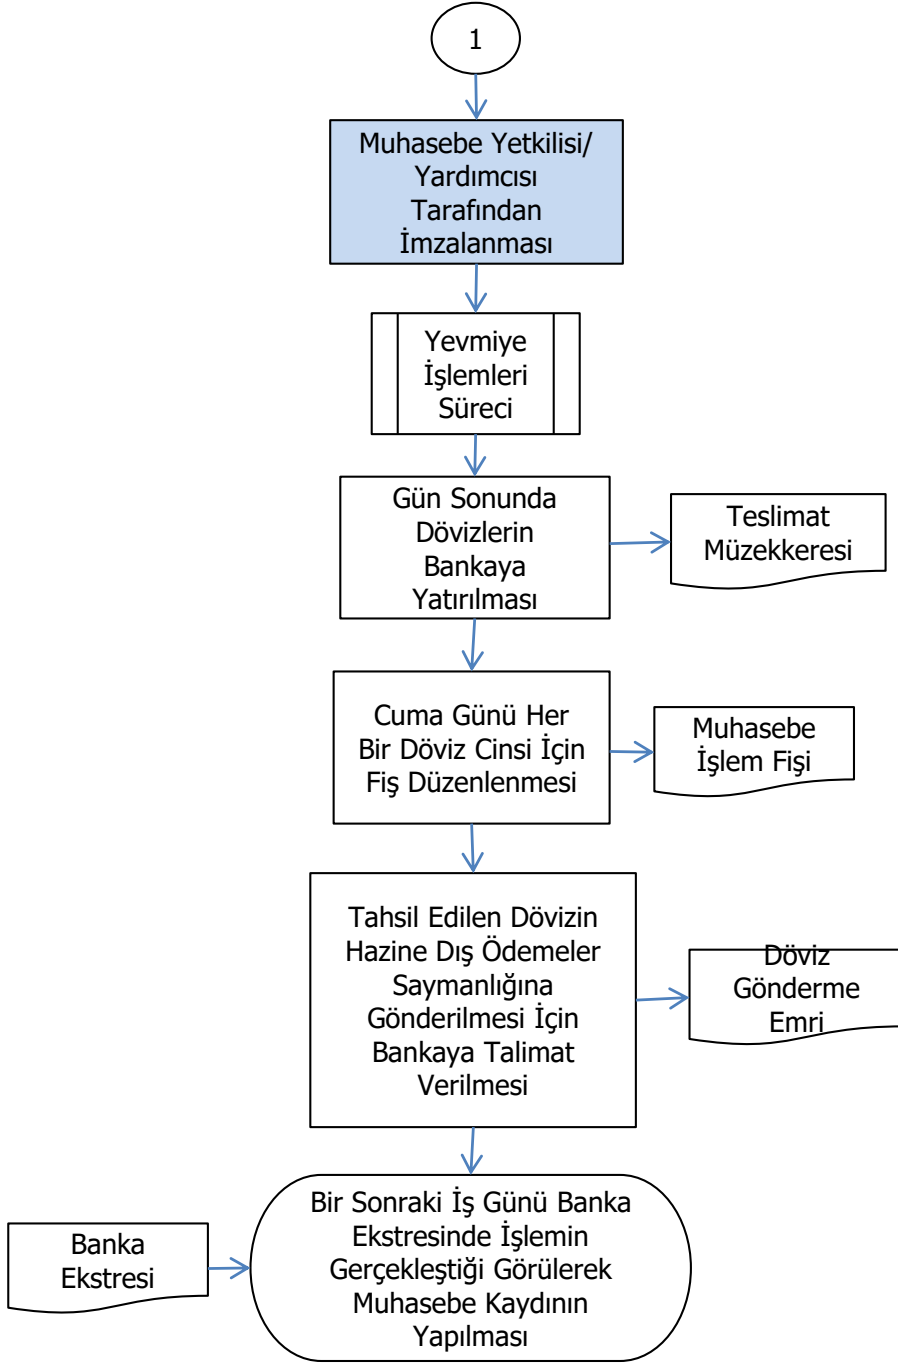 1
Muhasebe Yetkilisi/
Yardımcısı
Tarafından
İmzalanması
Yevmiye
İşlemleri
Süreci
Gün Sonunda
Dövizlerin
Bankaya
Yatırılması
Teslimat
Müzekkeresi
Cuma Günü Her
Bir Döviz Cinsi İçin
Fiş Düzenlenmesi
Muhasebe
İşlem Fişi
Tahsil Edilen Dövizin
Hazine Dış Ödemeler
Saymanlığına
Gönderilmesi İçin
Bankaya Talimat
Verilmesi
Döviz
Gönderme
Emri
Bir Sonraki İş Günü Banka
Ekstresinde İşlemin
Gerçekleştiği Görülerek
Muhasebe Kaydının
Yapılması
Banka
Ekstresi